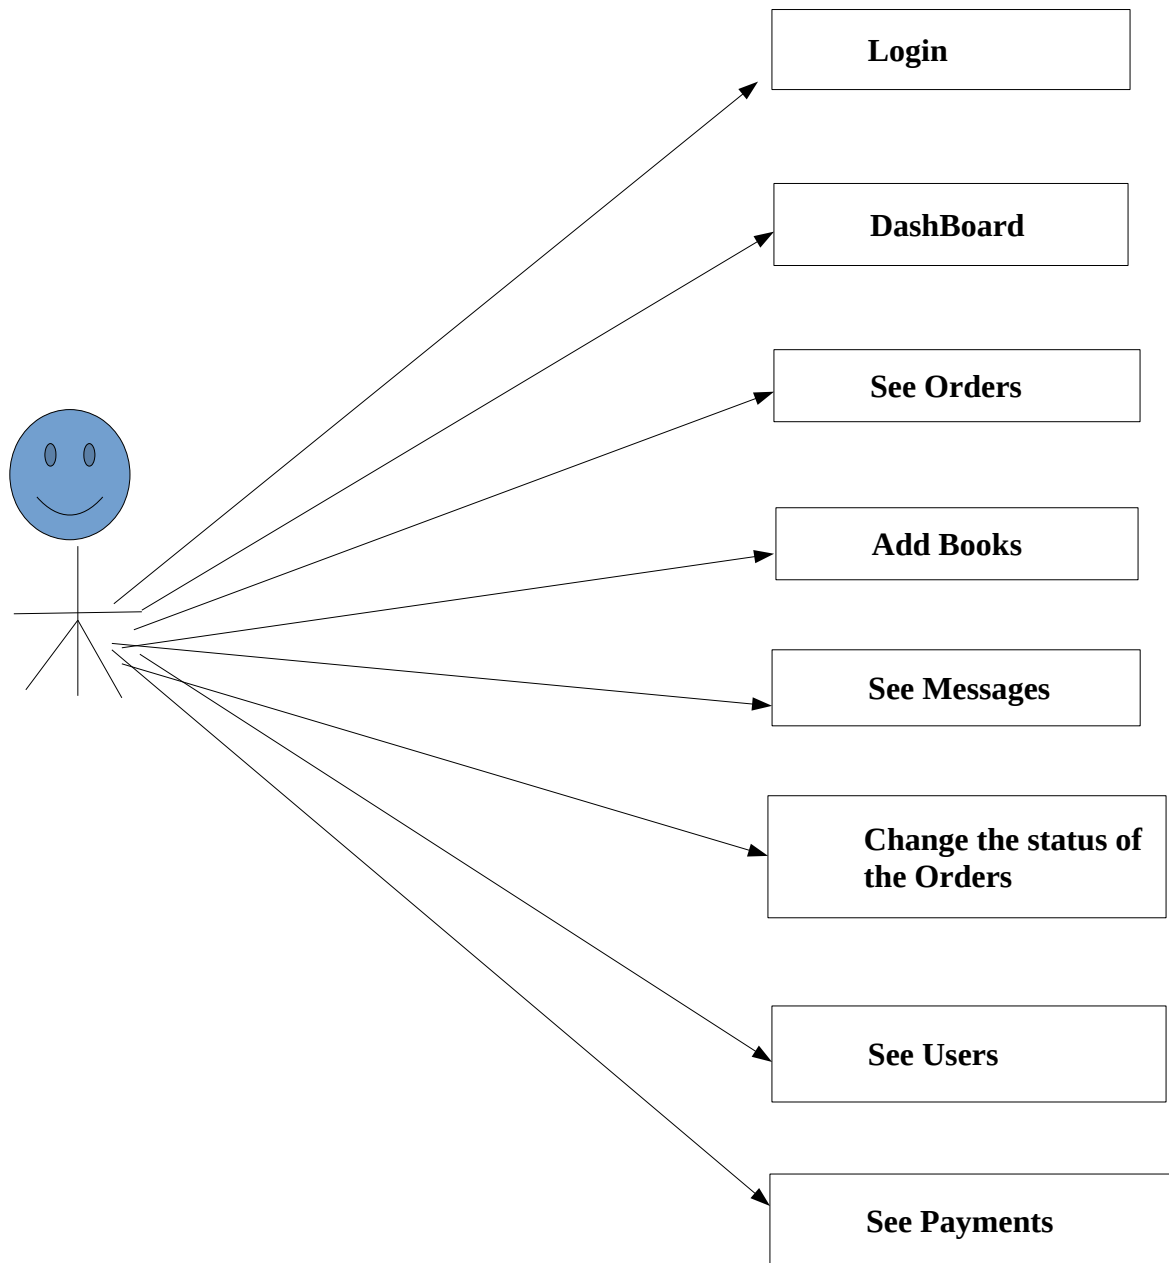 Login
DashBoard
See Orders
Add Books
See Messages
Change the status of
the Orders
See Users
See Payments